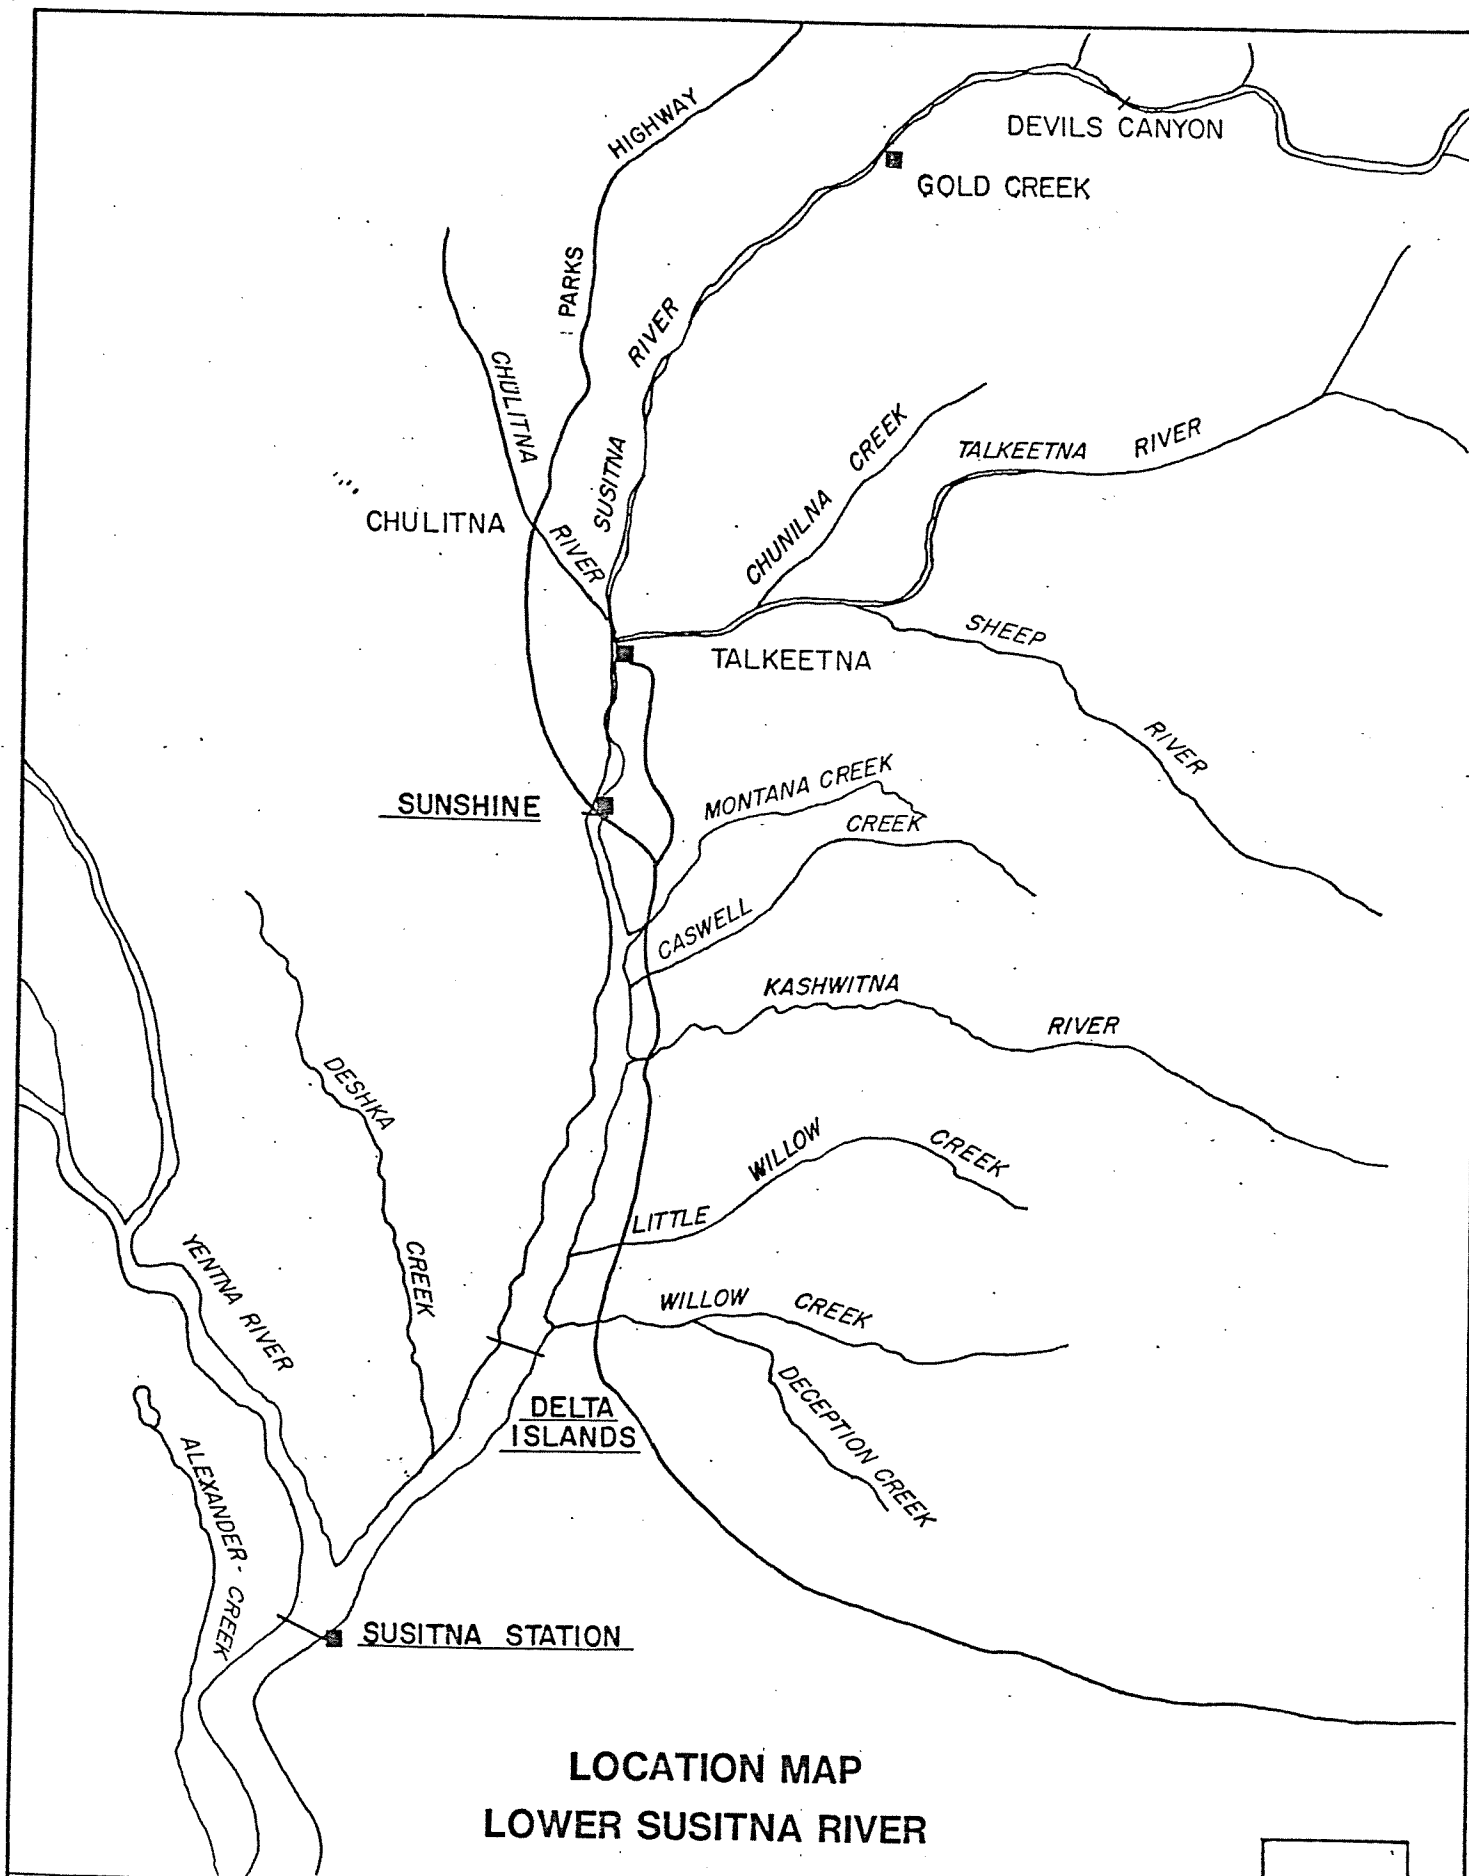 HIGHWAY
DEVILS CANYON
GOLD CREEK
PARKS
RIVER
CHULITNA
SUSITNA
CREEK
TALKEETNA RIVER
CHUNILNA
CHULITNA
RIVER
SHEEP
TALKEETNA
RIVER
MONTANA CREEK
SUNSHINE
CREEK
CASWELL
KASHWITNA
RIVER
DESHKA
WILLOW
CREEK
LITTLE
YENTNA RIVER
CREEK
WILLOW CREEK
DELTA
ISLANDS
DECEPTION CREEK
ALEXANDER-CREEK
SUSITNA STATION
LOCATION MAP
LOWER SUSITNA RIVER